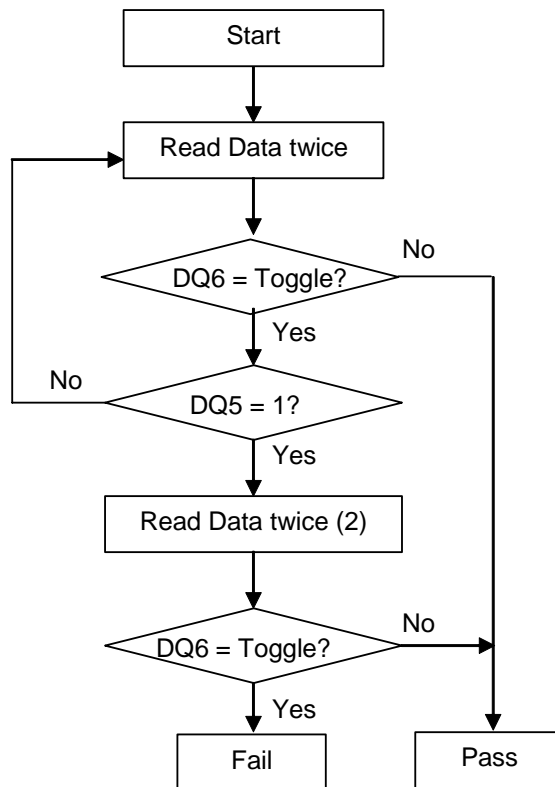 Start
Read Data twice
No
DQ6 = Toggle?
Yes
No
DQ5 = 1?
Yes
Read Data twice (2)
No
DQ6 = Toggle?
Yes
Fail
Pass